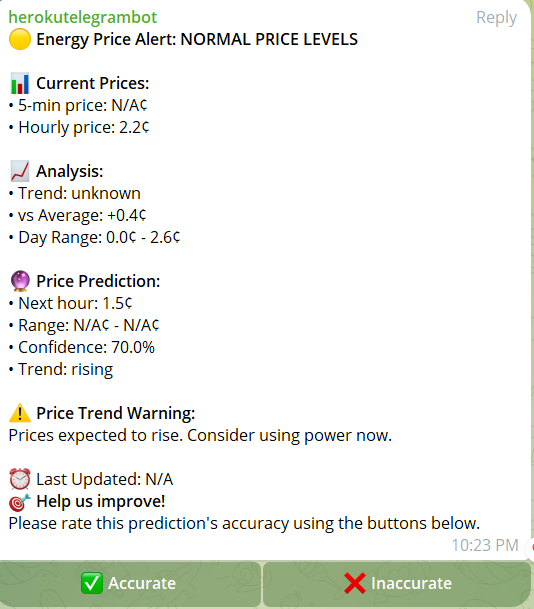 herokutelegrambot Reply
🟡 Energy Price Alert: NORMAL PRICE LEVELS
📊 Current Prices:
• 5-min price: N/A¢
• Hourly price: 2.2¢
📈 Analysis:
• Trend: unknown
• vs Average: +0.4¢
• Day Range: 0.0¢ - 2.6¢
🔮 Price Prediction:
• Next hour: 1.5¢
• Range: N/A¢ - N/A¢
• Confidence: 70.0%
• Trend: rising
⚠️ Price Trend Warning:
Prices expected to rise. Consider using power now.
⏰ Last Updated: N/A
🎯 Help us improve!
Please rate this prediction's accuracy using the buttons below.
10:23 PM
✅ Accurate ❌ Inaccurate